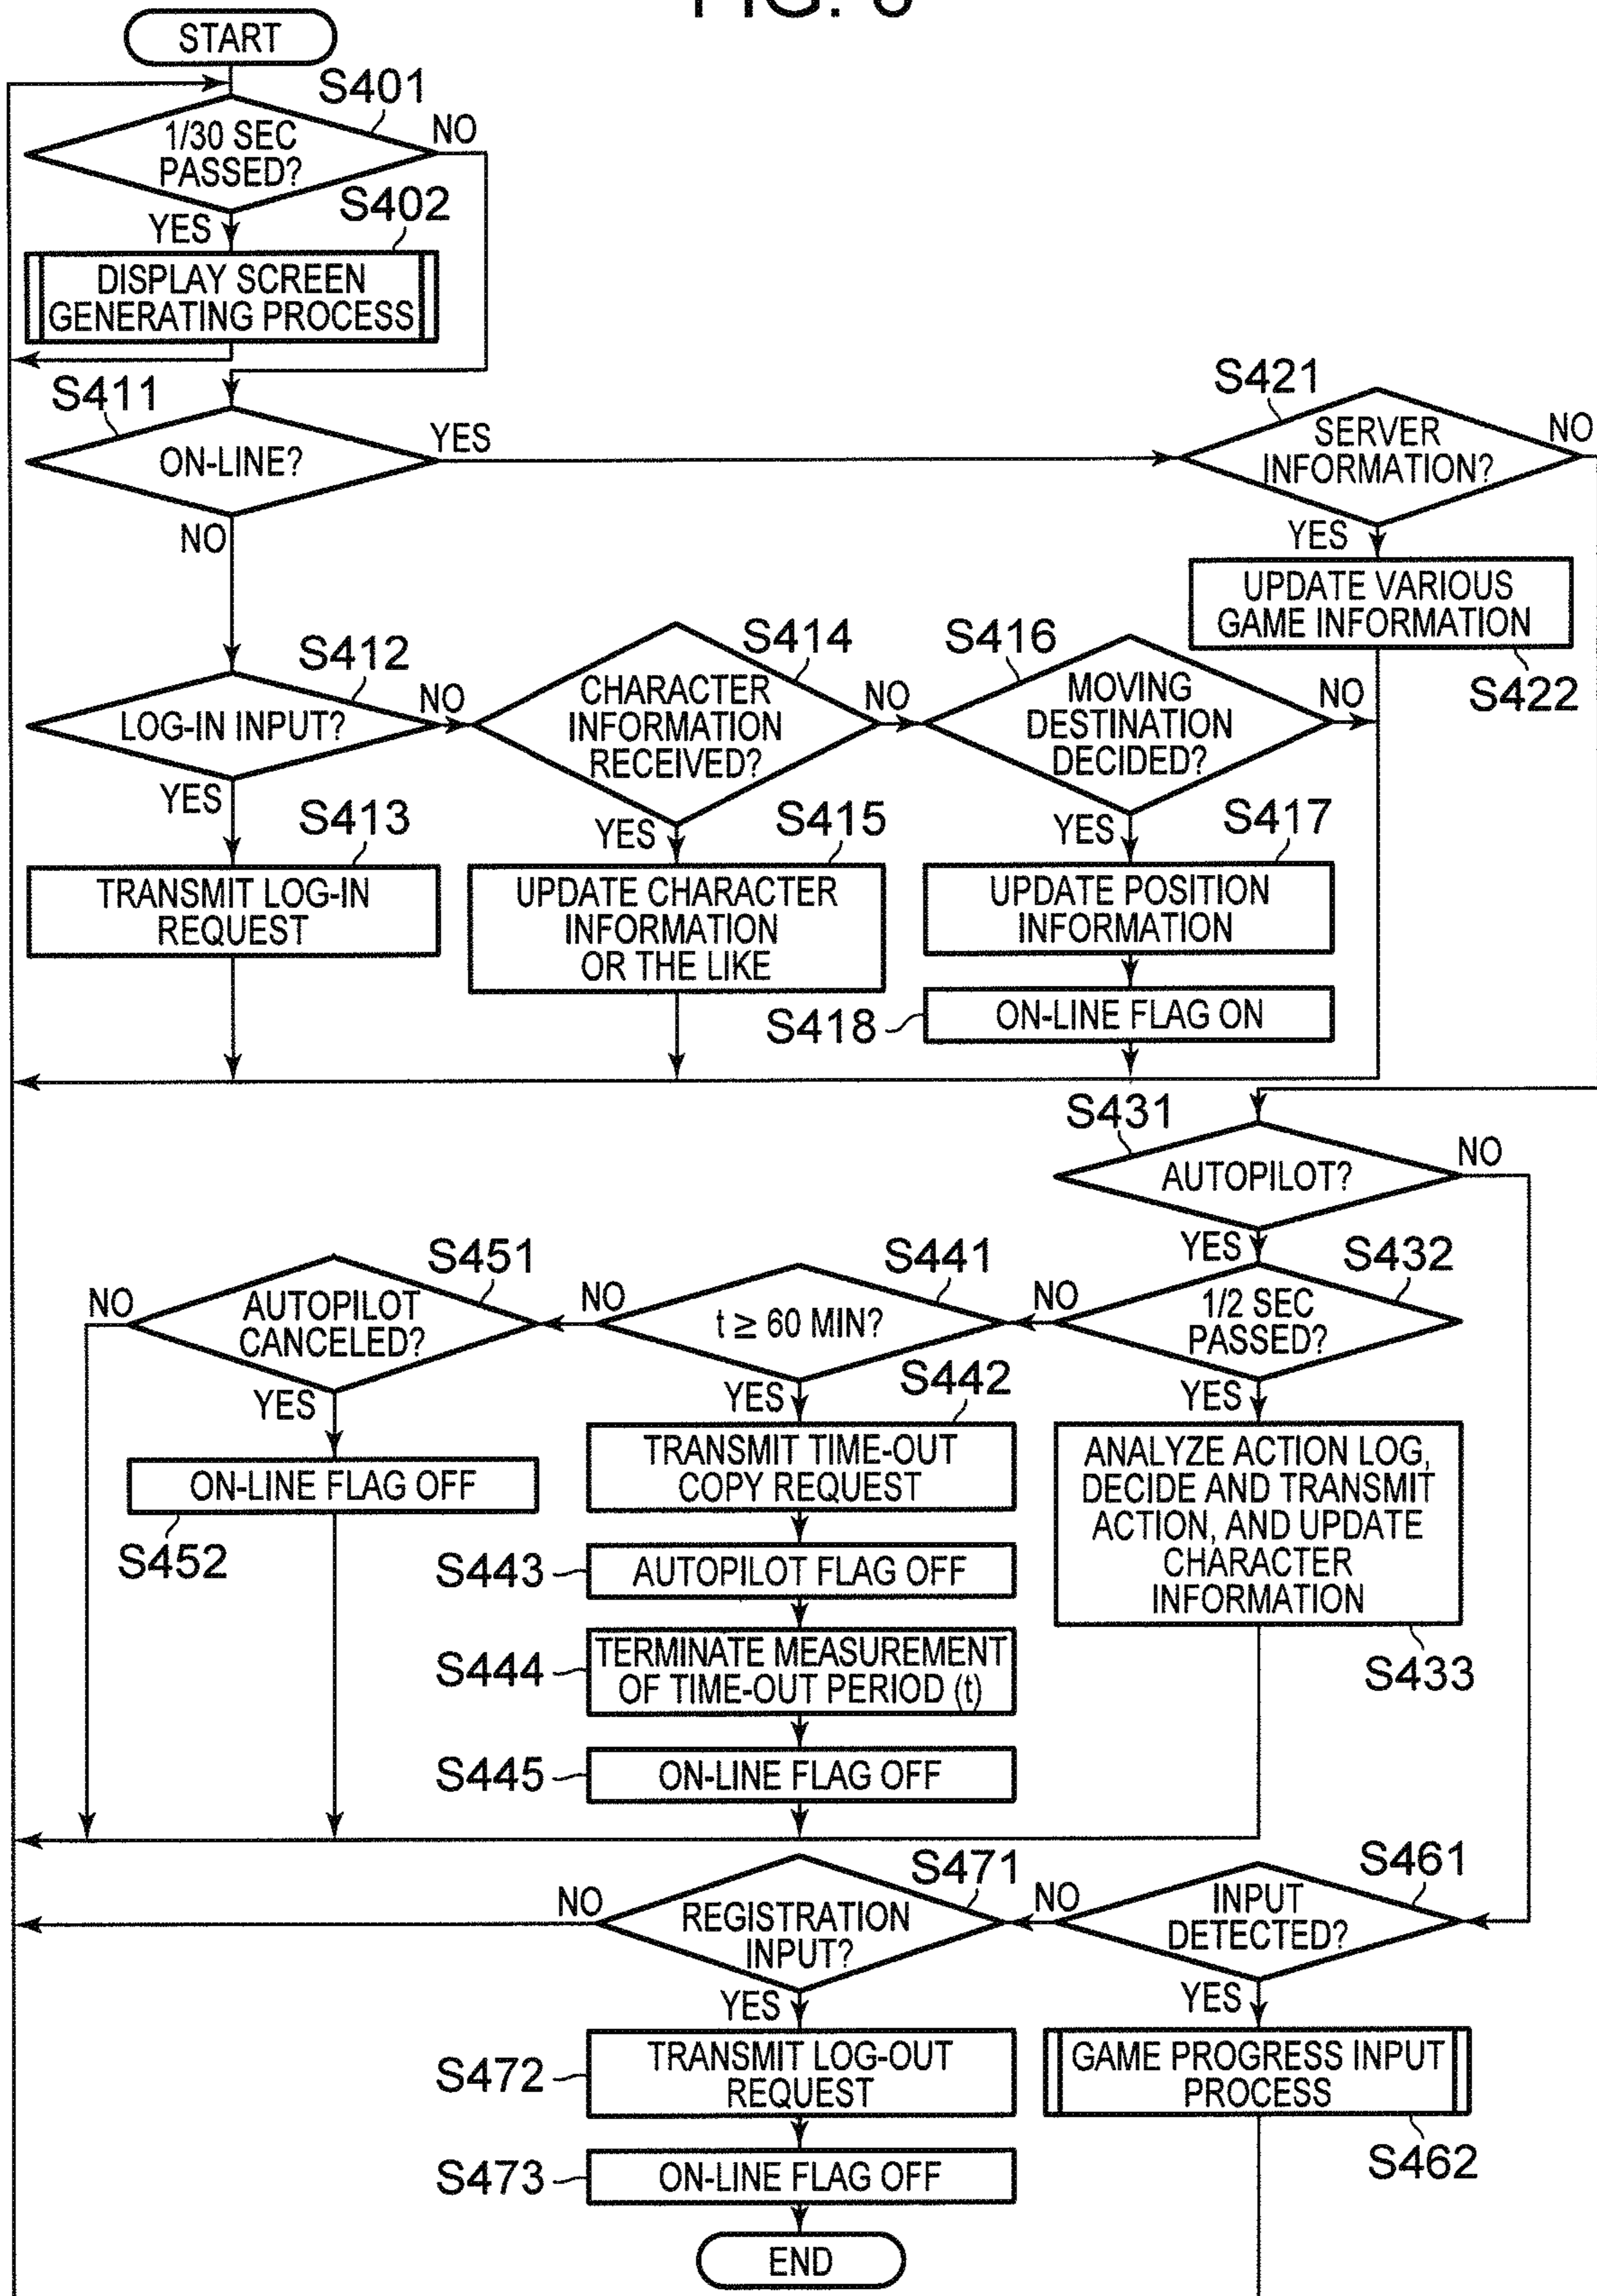 START
S401
1/30 SEC
PASSED?
NO
YES
S402
DISPLAY SCREEN
GENERATING PROCESS
S411
ON-LINE?
YES
NO
S421
SERVER
INFORMATION?
NO
YES
UPDATE VARIOUS
GAME INFORMATION
S422
S412
LOG-IN INPUT?
NO
YES
S413
TRANSMIT LOG-IN
REQUEST
S414
CHARACTER
INFORMATION
RECEIVED?
NO
YES
S415
UPDATE CHARACTER
INFORMATION
OR THE LIKE
S416
MOVING
DESTINATION
DECIDED?
NO
YES
S417
UPDATE POSITION
INFORMATION
S418
ON-LINE FLAG ON
S431
AUTOPILOT?
NO
YES
S432
1/2 SEC
PASSED?
NO
YES
ANALYZE ACTION LOG,
DECIDE AND TRANSMIT
ACTION, AND UPDATE
CHARACTER
INFORMATION
S433
S441
t ≥ 60 MIN?
NO
YES
S442
TRANSMIT TIME-OUT
COPY REQUEST
S443
AUTOPILOT FLAG OFF
S444
TERMINATE MEASUREMENT
OF TIME-OUT PERIOD (t)
S445
ON-LINE FLAG OFF
S451
AUTOPILOT
CANCELED?
NO
YES
ON-LINE FLAG OFF
S452
S461
INPUT
DETECTED?
NO
YES
GAME PROGRESS INPUT
PROCESS
S462
S471
REGISTRATION
INPUT?
NO
YES
S472
TRANSMIT LOG-OUT
REQUEST
S473
ON-LINE FLAG OFF
END